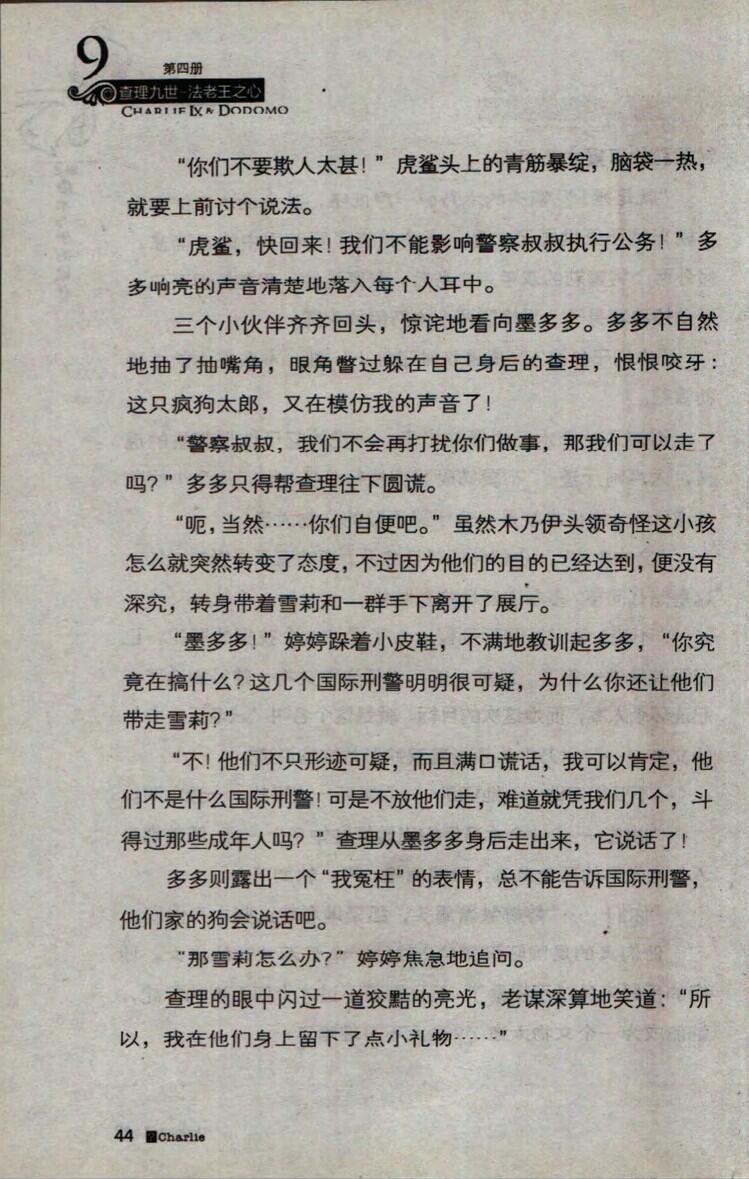 9
第四册
查理九世·法老王之心
CHARLIE IX & DODOMO
“你们不要欺人太甚！”虎鲨头上的青筋暴绽，脑袋一热，
就要上前讨个说法。
“虎鲨，快回来！我们不能影响警察叔叔执行公务！”多
多响亮的声音清楚地落入每个人耳中。
三个小伙伴齐齐回头，惊诧地看向墨多多。多多不自然
地抽了抽嘴角，眼角瞥过躲在自己身后的查理，恨恨咬牙：
这只疯狗太郎，又在模仿我的声音了！
“警察叔叔，我们不会再打扰你们做事，那我们可以走了
吗？”多多只得帮查理往下圆谎。
“呃，当然……你们自便吧。”虽然木乃伊头领奇怪这小孩
怎么就突然转变了态度，不过因为他们的目的已经达到，便没有
深究，转身带着雪莉和一群手下离开了展厅。
“墨多多！”婷婷跺着小皮鞋，不满地教训起多多，“你究
竟在搞什么？这几个国际刑警明明很可疑，为什么你还让他们
带走雪莉？”
“不！他们不只形迹可疑，而且满口谎话，我可以肯定，他
们不是什么国际刑警！可是不放他们走，难道就凭我们几个，斗
得过那些成年人吗？”查理从墨多多身后走出来，它说话了！
多多则露出一个“我冤枉”的表情，总不能告诉国际刑警，
他们家的狗会说话吧。
“那雪莉怎么办？”婷婷焦急地追问。
查理的眼中闪过一道狡黠的亮光，老谋深算地笑道：“所
以，我在他们身上留下了点小礼物……”
44 Charlie